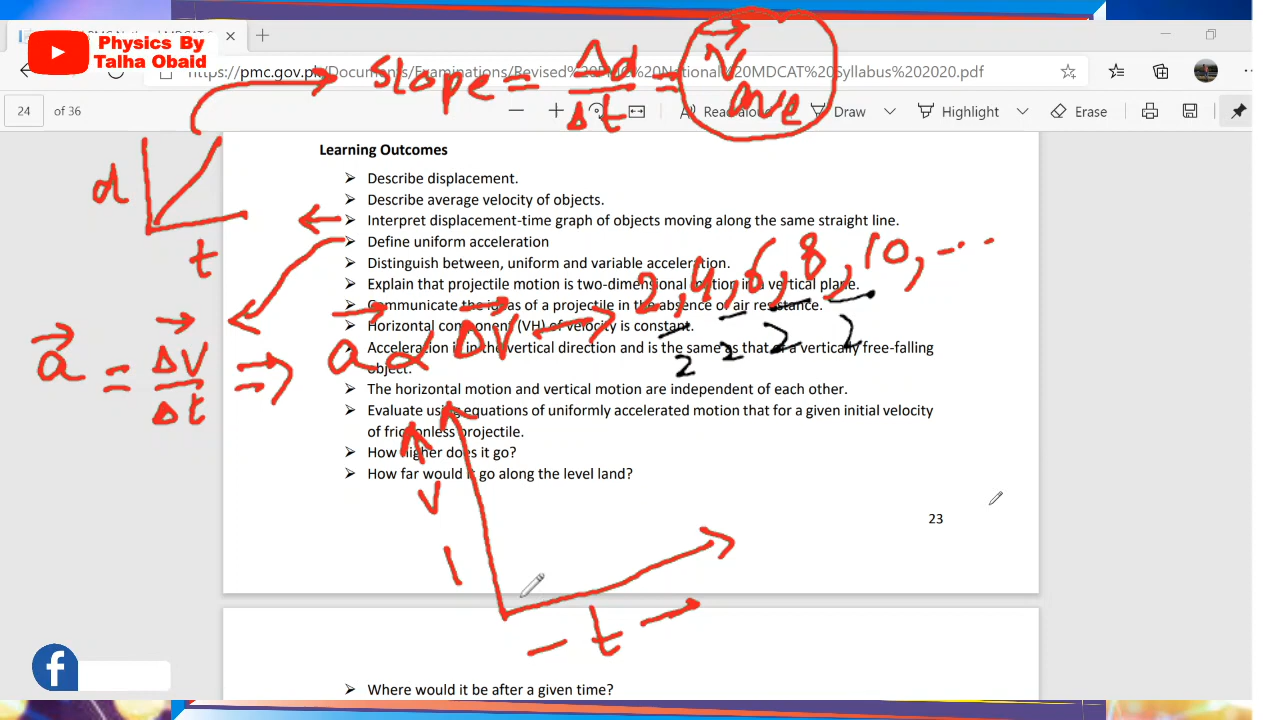 Physics By
Talha Obaid
https://pmc.gov.pk/Documents/Examinations/Revised%20PMC%20National%20MDCAT%20Syllabus%202020.pdf
24 of 36
Read aloud
Draw
Highlight
Erase
slope = Δd/Δt = V ave
d
t
Learning Outcomes
➤ Describe displacement.
➤ Describe average velocity of objects.
➤ Interpret displacement-time graph of objects moving along the same straight line.
➤ Define uniform acceleration
➤ Distinguish between, uniform and variable acceleration.
➤ Explain that projectile motion is two-dimensional motion in a vertical plane.
➤ Communicate the ideas of a projectile in the absence of air resistance.
➤ Horizontal component (VH) of velocity is constant.
➤ Acceleration is in the vertical direction and is the same as that of a vertically free-falling
object.
➤ The horizontal motion and vertical motion are independent of each other.
➤ Evaluate using equations of uniformly accelerated motion that for a given initial velocity
of frictionless projectile.
➤ How higher does it go?
➤ How far would it go along the level land?
2, 4, 6, 8, 10, ...
2 2 2 2
a = ΔV/Δt ⇒ a ∝ ΔV
V
t
23
f
➤ Where would it be after a given time?